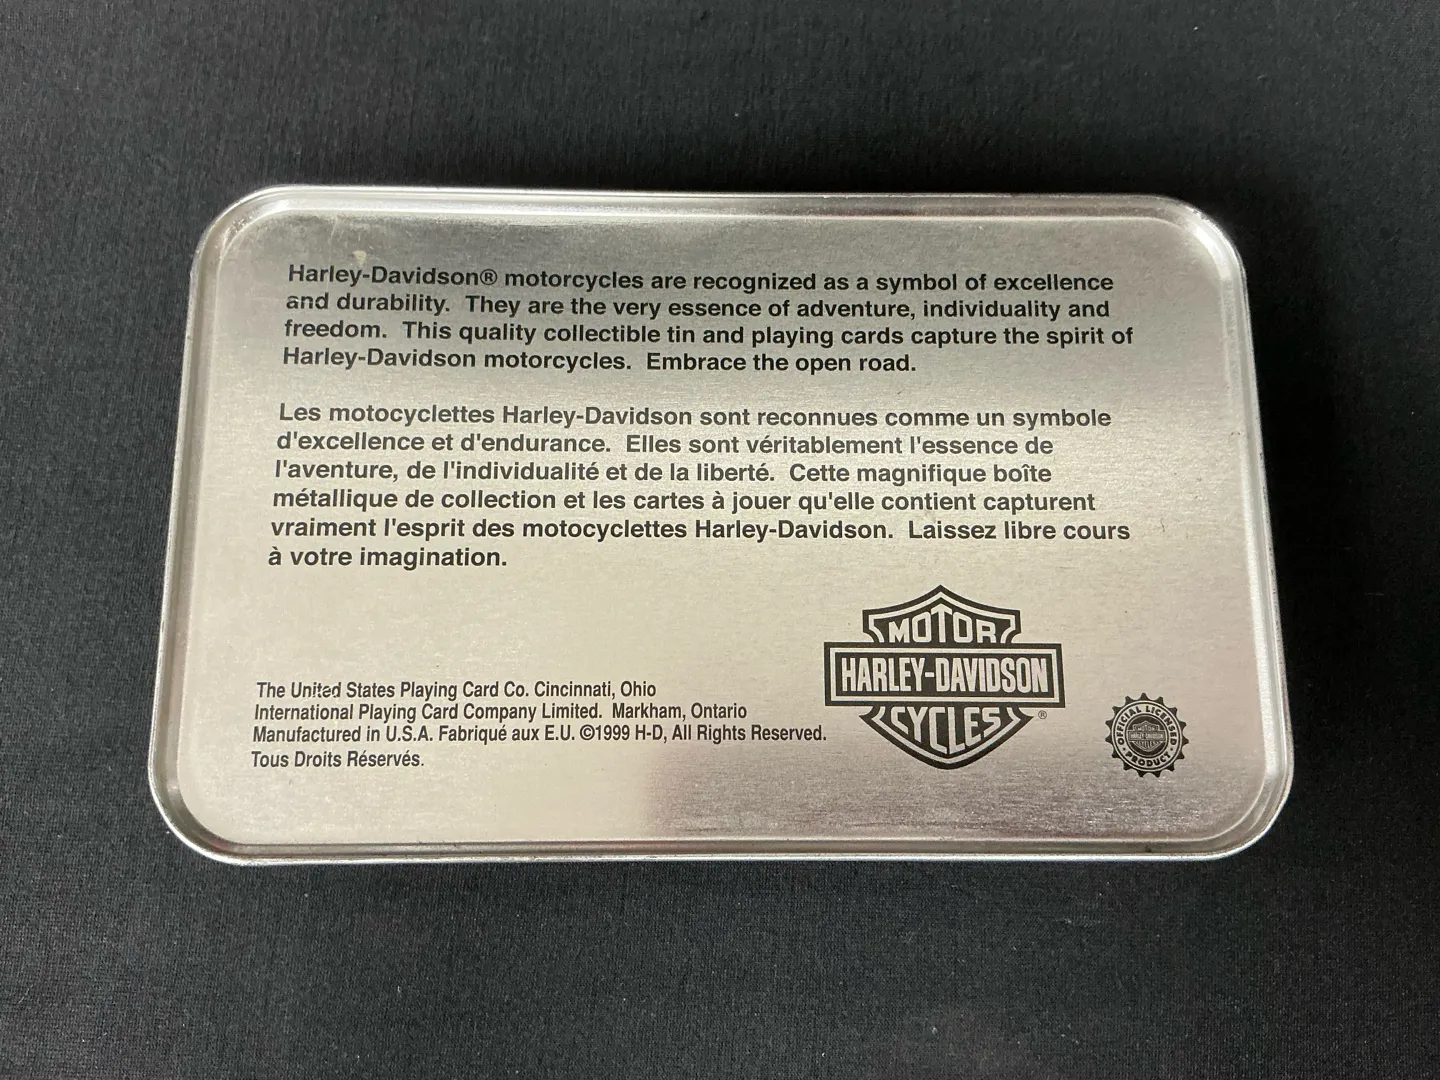 Harley-Davidson® motorcycles are recognized as a symbol of excellence
and durability. They are the very essence of adventure, individuality and
freedom. This quality collectible tin and playing cards capture the spirit of
Harley-Davidson motorcycles. Embrace the open road.
Les motocyclettes Harley-Davidson sont reconnues comme un symbole
d'excellence et d'endurance. Elles sont véritablement l'essence de
l'aventure, de l'individualité et de la liberté. Cette magnifique boîte
métallique de collection et les cartes à jouer qu'elle contient capturent
vraiment l'esprit des motocyclettes Harley-Davidson. Laissez libre cours
à votre imagination.
The United States Playing Card Co. Cincinnati, Ohio
International Playing Card Company Limited. Markham, Ontario
Manufactured in U.S.A. Fabriqué aux E.U. ©1999 H-D, All Rights Reserved.
Tous Droits Réservés.
MOTOR
HARLEY-DAVIDSON
CYCLES ®
OFFICIAL LICENSED
MOTOR
HARLEY-DAVIDSON
CYCLES
PRODUCT